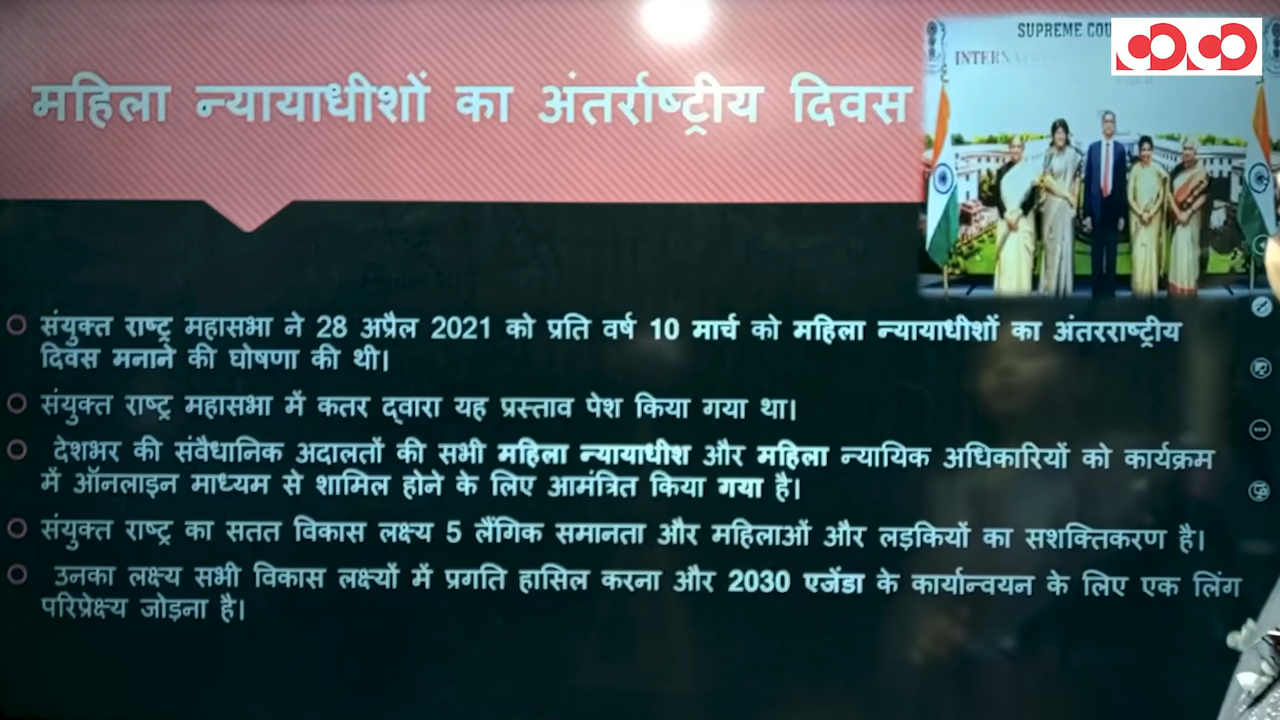 SUPREME COU
INTERN
महिला न्यायाधीशों का अंतर्राष्ट्रीय दिवस
संयुक्त राष्ट्र महासभा ने 28 अप्रैल 2021 को प्रति वर्ष 10 मार्च को महिला न्यायाधीशों का अंतरराष्ट्रीय
दिवस मनाने की घोषणा की थी।
संयुक्त राष्ट्र महासभा में कतर द्वारा यह प्रस्ताव पेश किया गया था।
देशभर की संवैधानिक अदालतों की सभी महिला न्यायाधीश और महिला न्यायिक अधिकारियों को कार्यक्रम
में ऑनलाइन माध्यम से शामिल होने के लिए आमंत्रित किया गया है।
संयुक्त राष्ट्र का सतत विकास लक्ष्य 5 लैंगिक समानता और महिलाओं और लड़कियों का सशक्तिकरण है।
उनका लक्ष्य सभी विकास लक्ष्यों में प्रगति हासिल करना और 2030 एजेंडा के कार्यान्वयन के लिए एक लिंग
परिप्रेक्ष्य जोड़ना है।